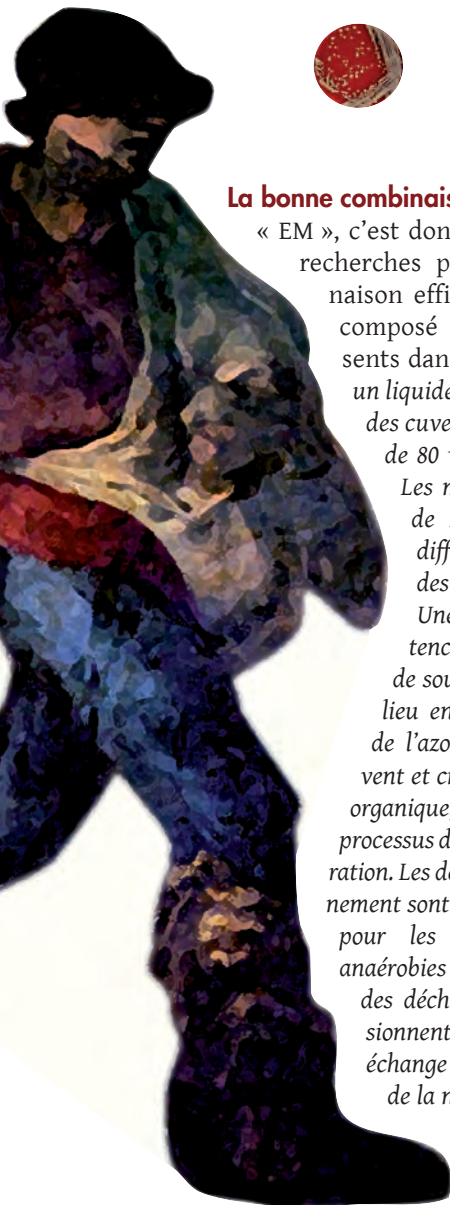 La bonne combinais
« EM », c'est don
recherches p
naison effi
composé
sents dan
un liquide
des cuve
de 80
Les
de
diff
des
Une
tenc
de sou
lieu en
de l'azo
vent et c
organique,
processus d
ration. Les d
nement sont
pour les
anaérobies
des déch
sionnent
échange
de la